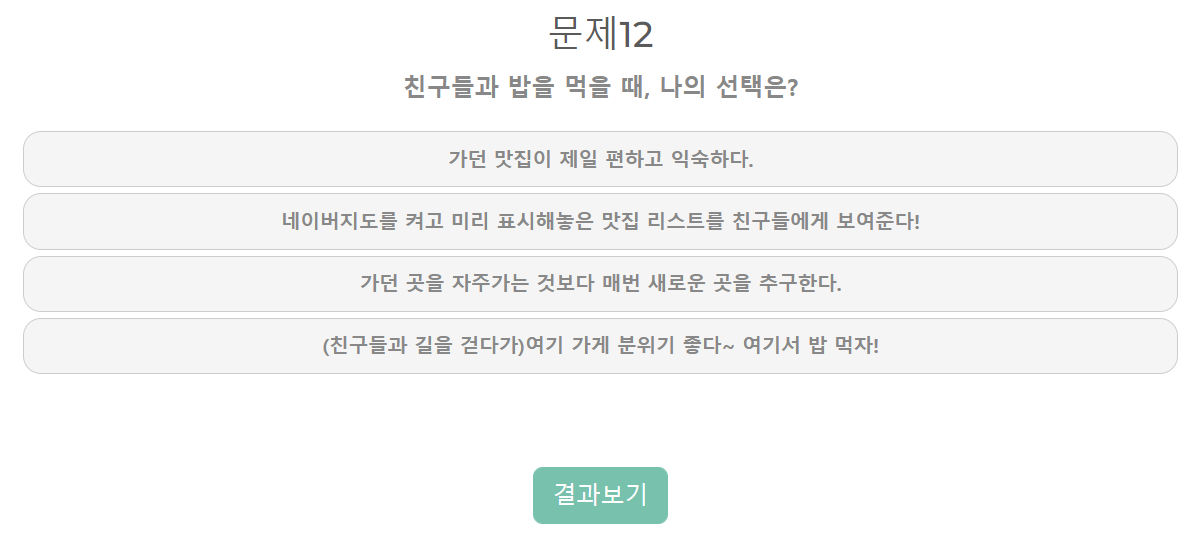 문제12
친구들과 밥을 먹을 때, 나의 선택은?
가던 맛집이 제일 편하고 익숙하다.
네이버지도를 켜고 미리 표시해놓은 맛집 리스트를 친구들에게 보여준다!
가던 곳을 자주가는 것보다 매번 새로운 곳을 추구한다.
(친구들과 길을 걷다가)여기 가게 분위기 좋다~ 여기서 밥 먹자!
결과보기